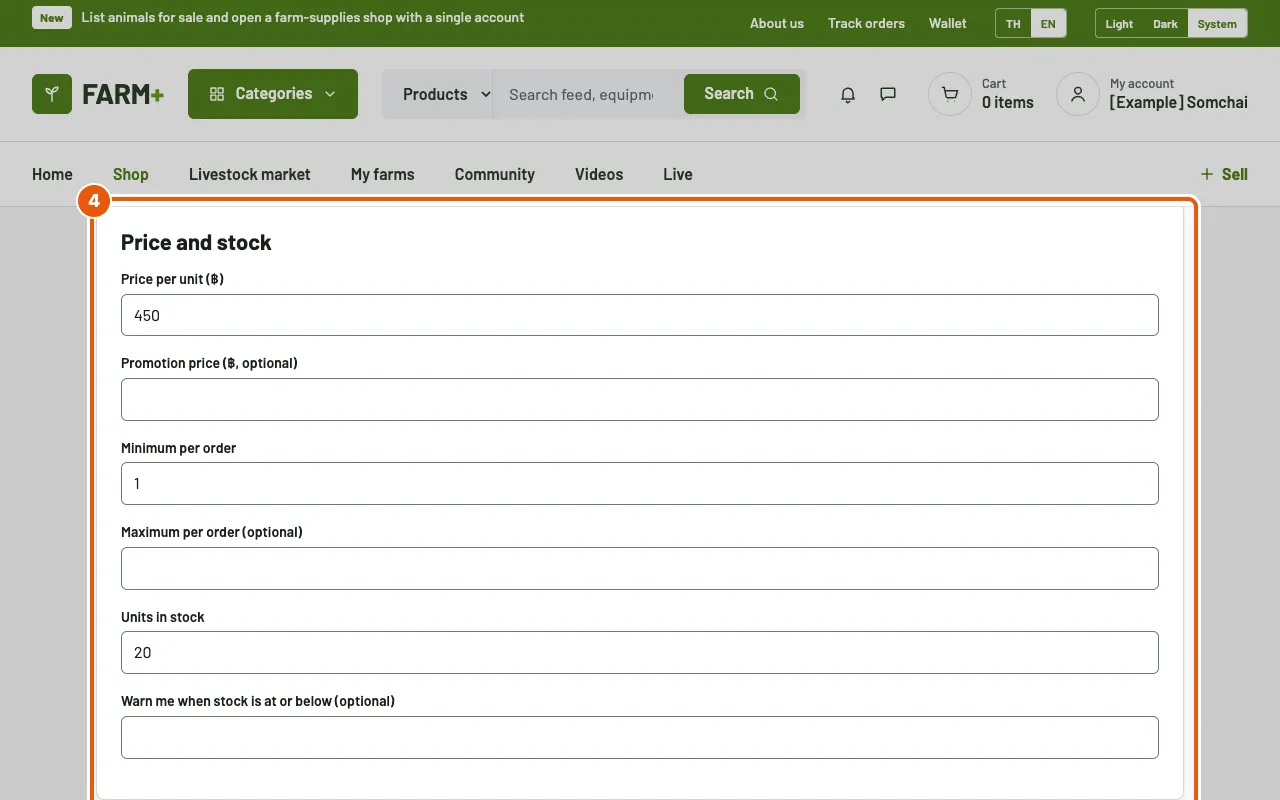 New
List animals for sale and open a farm-supplies shop with a single account
About us
Track orders
Wallet
TH
EN
Light
Dark
System
FARM+
Categories
Products
Search feed, equipm
Search
Cart
0 items
My account
[Example] Somchai
Home
Shop
Livestock market
My farms
Community
Videos
Live
+ Sell
4
Price and stock
Price per unit (฿)
450
Promotion price (฿, optional)
Minimum per order
1
Maximum per order (optional)
Units in stock
20
Warn me when stock is at or below (optional)